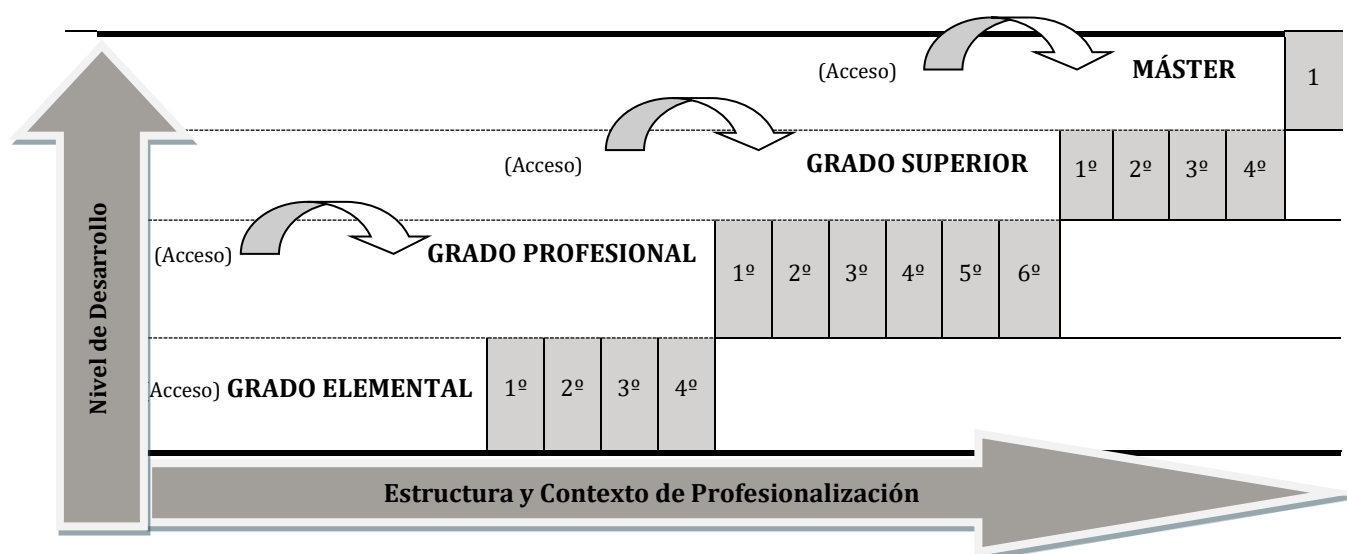 (Acceso) MÁSTER 1
(Acceso) GRADO SUPERIOR 1º 2º 3º 4º
(Acceso) GRADO PROFESIONAL 1º 2º 3º 4º 5º 6º
(Acceso) GRADO ELEMENTAL 1º 2º 3º 4º
Nivel de Desarrollo
Estructura y Contexto de Profesionalización